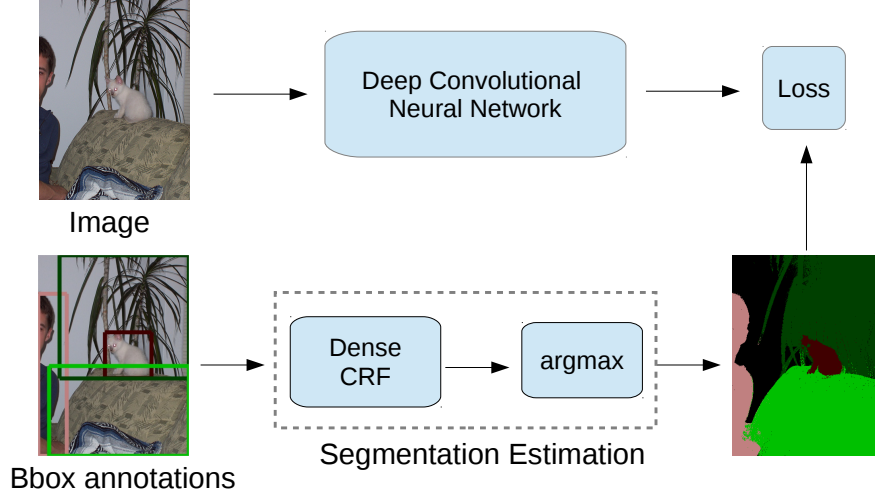 Deep Convolutional
Neural Network
Loss
Image
Dense
CRF
argmax
Segmentation Estimation
Bbox annotations